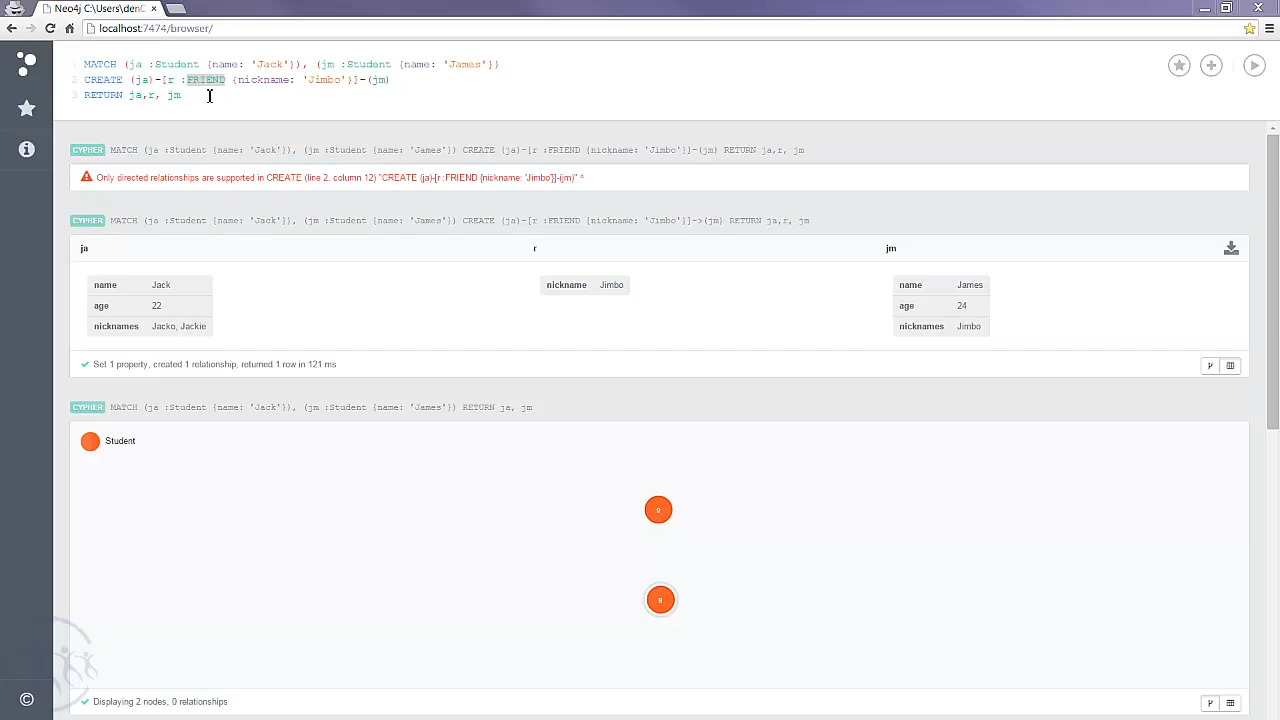 Neo4j C:\Users\denC
localhost:7474/browser/
1 MATCH (ja :Student {name: 'Jack'}), (jm :Student {name: 'James'})
2 CREATE (ja)-[r :FRIEND {nickname: 'Jimbo'}]-(jm)
3 RETURN ja,r, jm
CYPHER MATCH (ja :Student {name: 'Jack'}), (jm :Student {name: 'James'}) CREATE (ja)-[r :FRIEND {nickname: 'Jimbo'}]-(jm) RETURN ja,r, jm
Only directed relationships are supported in CREATE (line 2, column 12) "CREATE (ja)-[r :FRIEND {nickname: 'Jimbo'}]-(jm)" ^
CYPHER MATCH (ja :Student {name: 'Jack'}), (jm :Student {name: 'James'}) CREATE (ja)-[r :FRIEND {nickname: 'Jimbo'}]->(jm) RETURN ja,r, jm
ja r jm
name Jack nickname Jimbo name James
age 22 age 24
nicknames Jacko, Jackie nicknames Jimbo
Set 1 property, created 1 relationship, returned 1 row in 121 ms
CYPHER MATCH (ja :Student {name: 'Jack'}), (jm :Student {name: 'James'}) RETURN ja, jm
Student
9
8
Displaying 2 nodes, 0 relationships